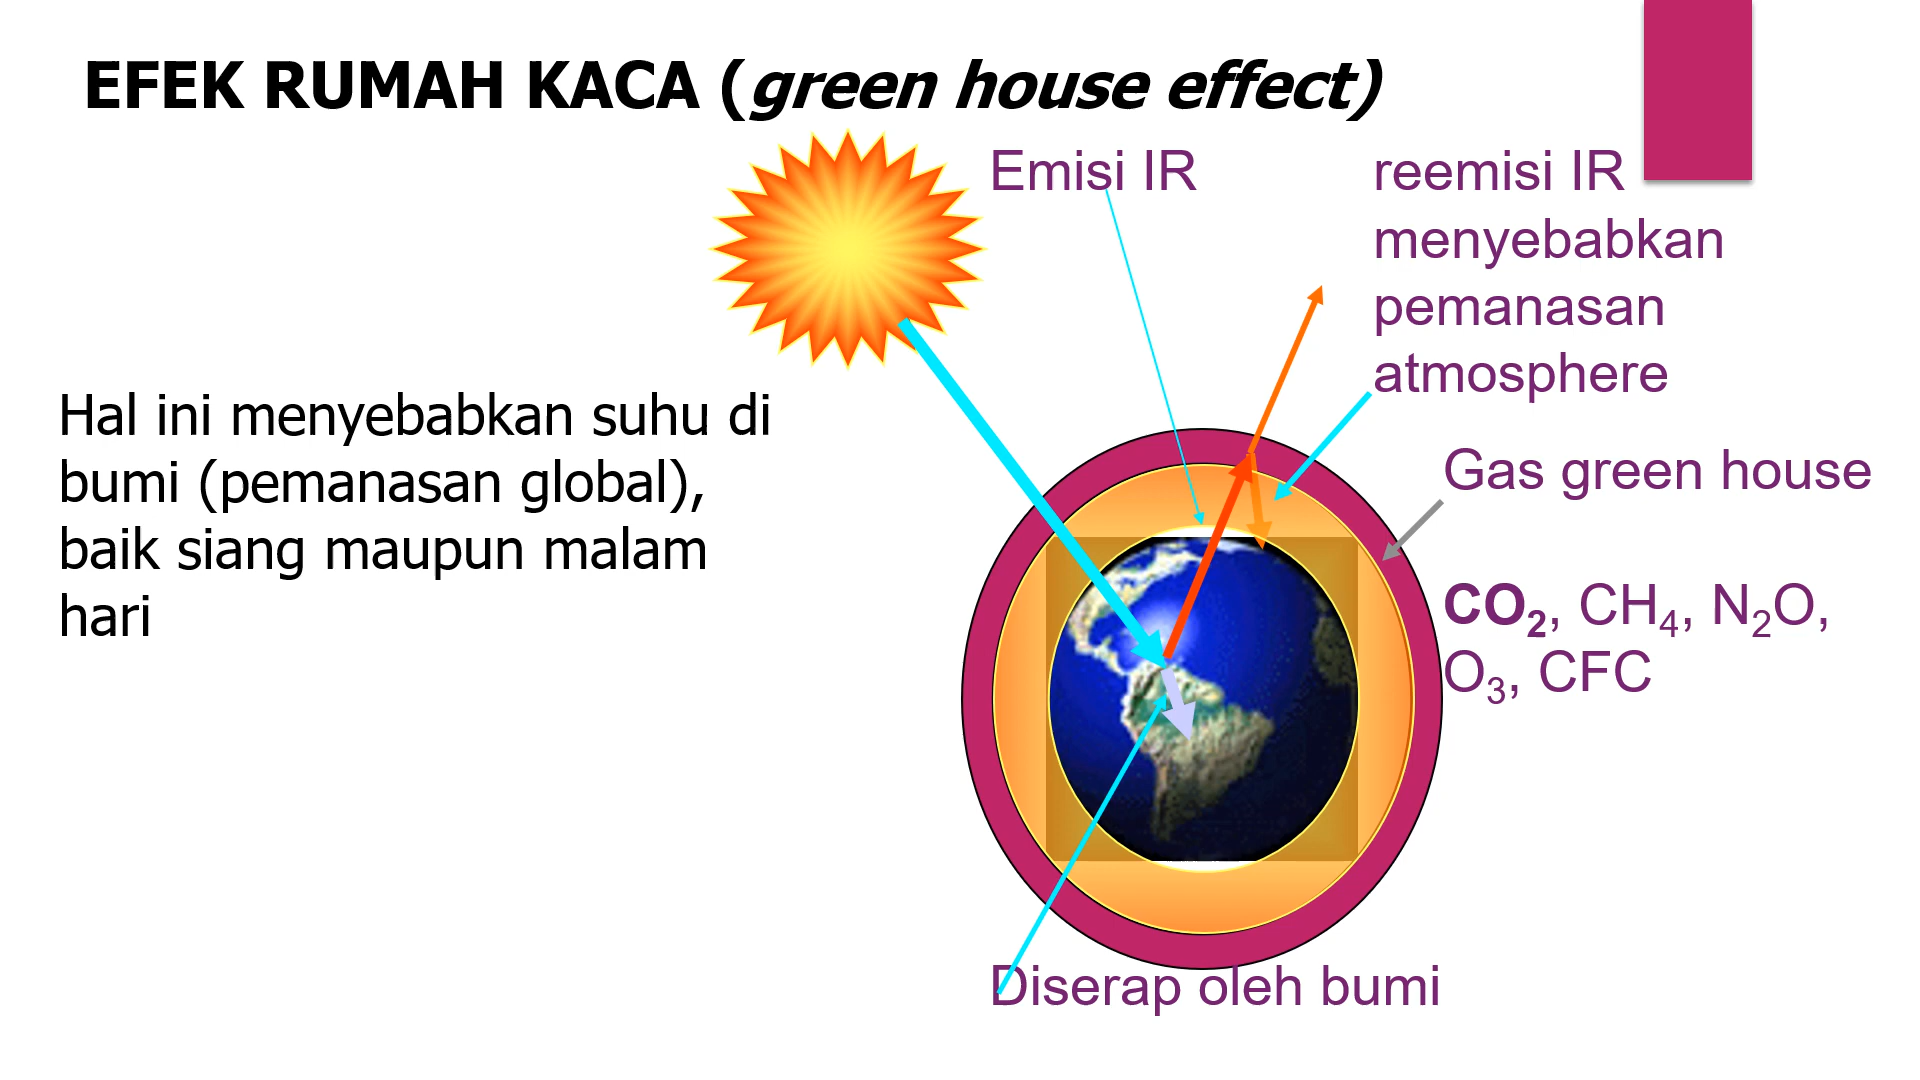 EFEK RUMAH KACA (green house effect)
Emisi IR
reemisi IR
menyebabkan
pemanasan
atmosphere
Hal ini menyebabkan suhu di
bumi (pemanasan global),
baik siang maupun malam
hari
Gas green house
CO₂, CH₄, N₂O,
O₃, CFC
Diserap oleh bumi